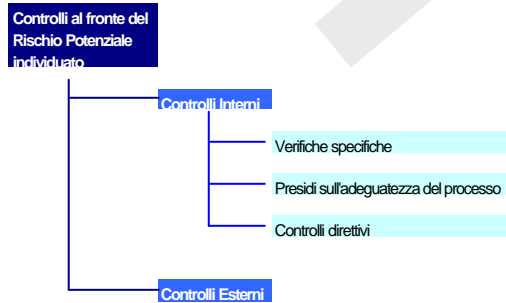 Controlli al fronte del
Rischio Potenziale
individuato
Controlli Interni
Verifiche specifiche
Presidi sull'adeguatezza del processo
Controlli direttivi
Controlli Esterni